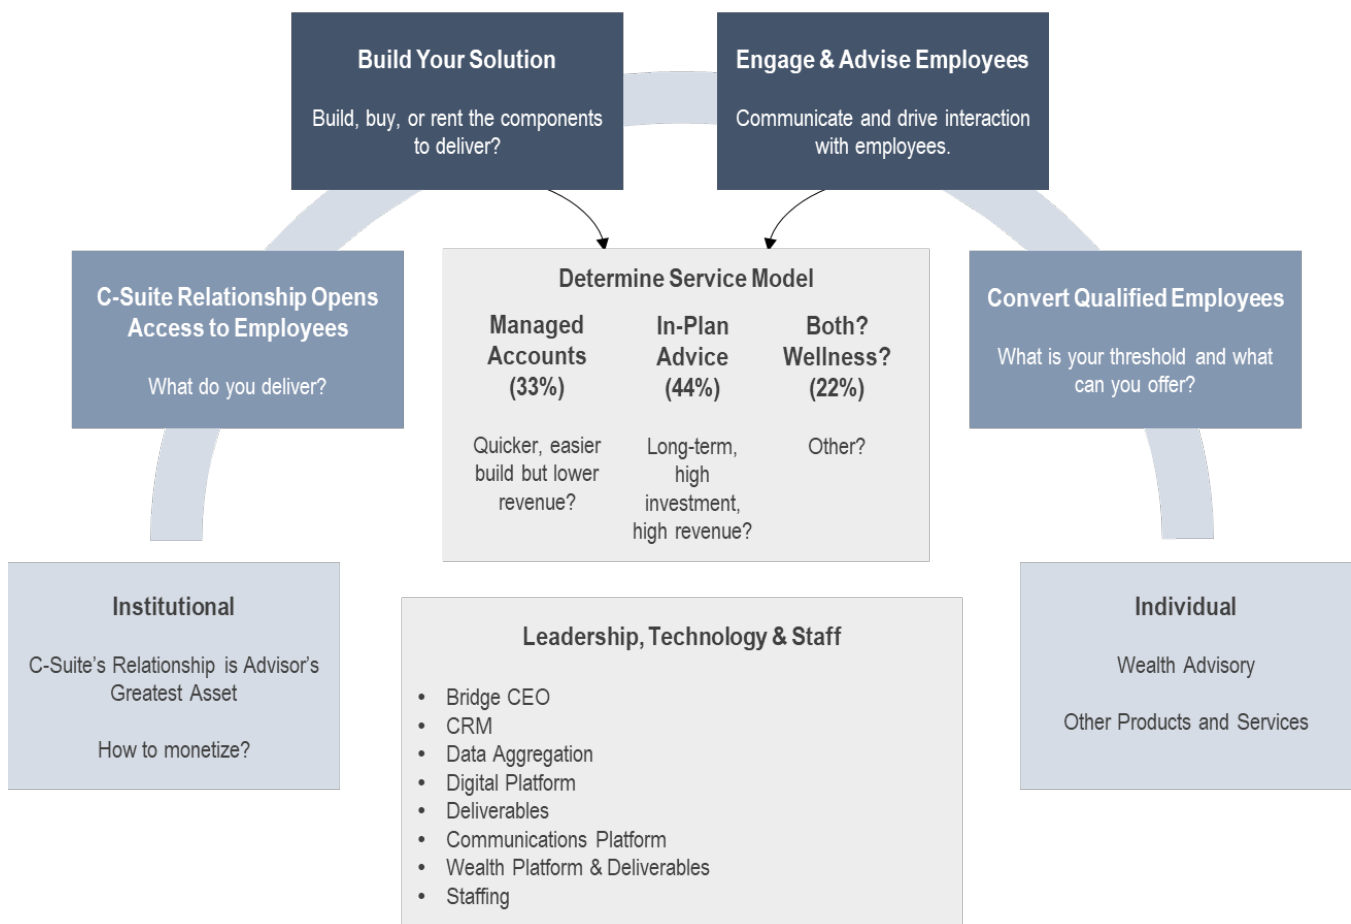 Build Your Solution
Build, buy, or rent the components
to deliver?
Engage & Advise Employees
Communicate and drive interaction
with employees.
C-Suite Relationship Opens
Access to Employees
What do you deliver?
Determine Service Model
Managed
Accounts
(33%)
Quicker, easier
build but lower
revenue?
In-Plan
Advice
(44%)
Long-term,
high
investment,
high revenue?
Both?
Wellness?
(22%)
Other?
Convert Qualified Employees
What is your threshold and what
can you offer?
Institutional
C-Suite's Relationship is Advisor's
Greatest Asset
How to monetize?
Leadership, Technology & Staff
• Bridge CEO
• CRM
• Data Aggregation
• Digital Platform
• Deliverables
• Communications Platform
• Wealth Platform & Deliverables
• Staffing
Individual
Wealth Advisory
Other Products and Services